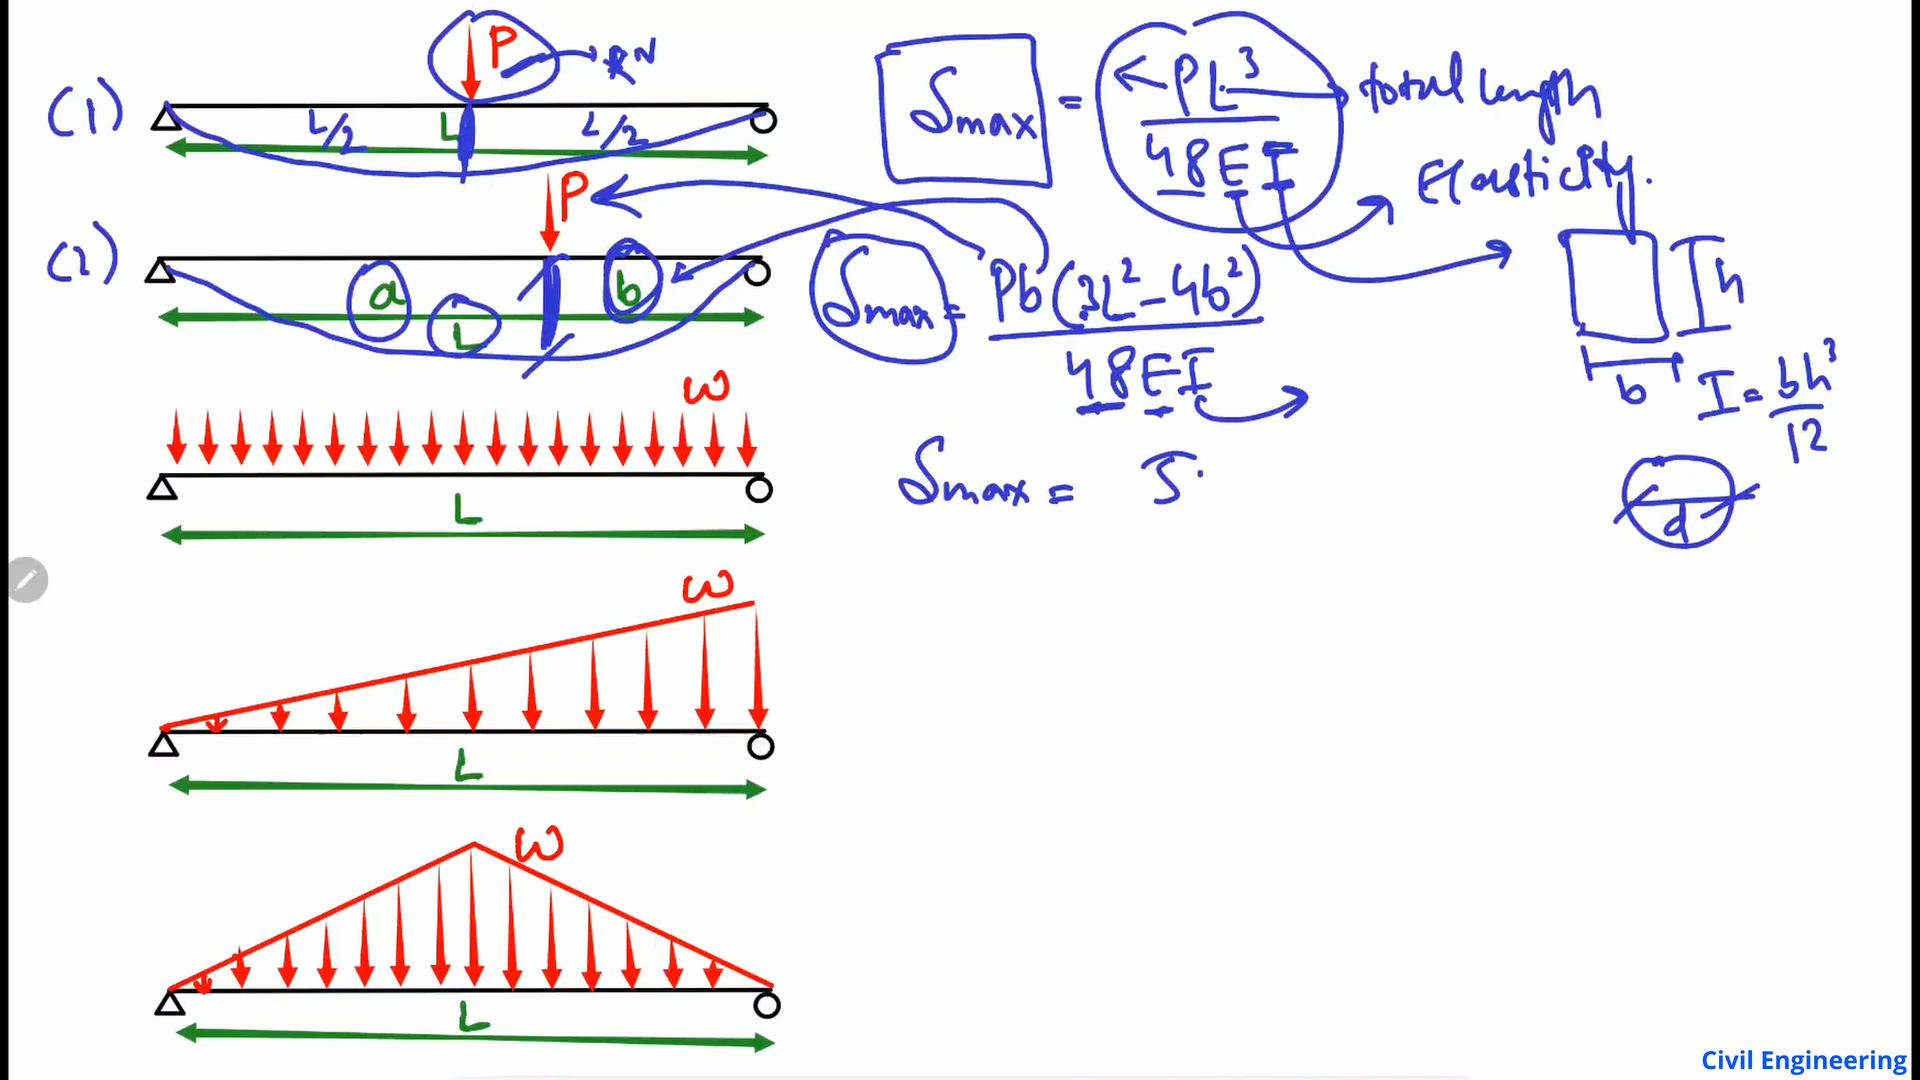 (1)
P → kN
L/2 L L/2
δmax = PL³ / 48EI
total length
Elasticity.
(2)
P
a L b
δmax = Pb(3L²-4b²) / 48EI
h
b
I = bh³ / 12
d
ω
L
δmax = 5
ω
L
ω
L
Civil Engineering